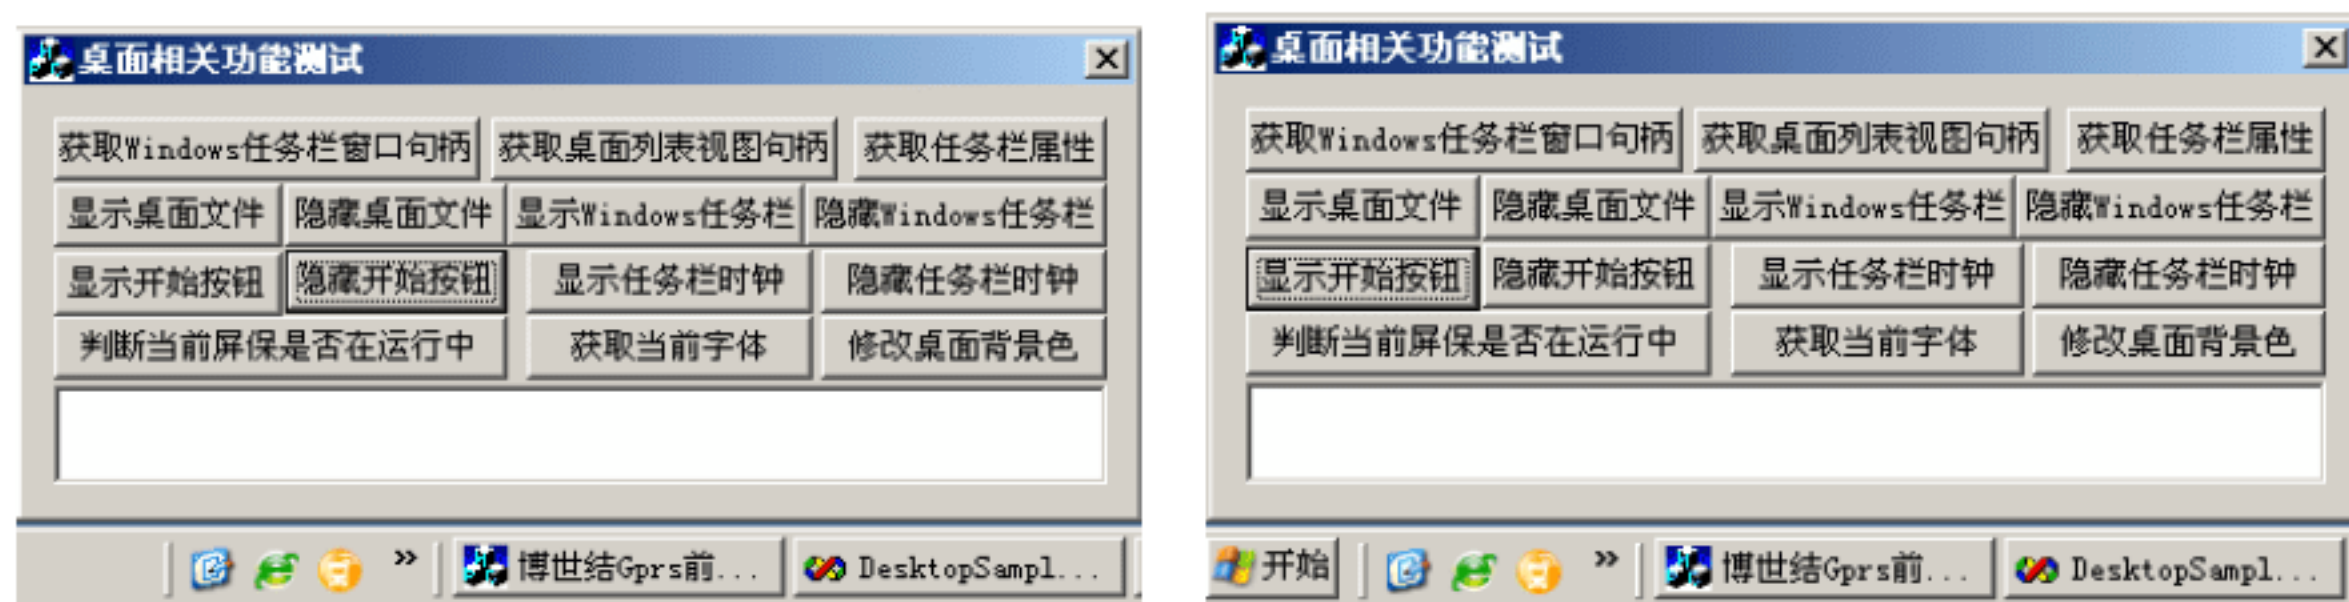 桌面相关功能测试
获取Windows任务栏窗口句柄 获取桌面列表视图句柄 获取任务栏属性
显示桌面文件 隐藏桌面文件 显示Windows任务栏 隐藏Windows任务栏
显示开始按钮 隐藏开始按钮 显示任务栏时钟 隐藏任务栏时钟
判断当前屏保是否在运行中 获取当前字体 修改桌面背景色
» 博世结Gprs前... DesktopSampl...
桌面相关功能测试
获取Windows任务栏窗口句柄 获取桌面列表视图句柄 获取任务栏属性
显示桌面文件 隐藏桌面文件 显示Windows任务栏 隐藏Windows任务栏
显示开始按钮 隐藏开始按钮 显示任务栏时钟 隐藏任务栏时钟
判断当前屏保是否在运行中 获取当前字体 修改桌面背景色
开始 » 博世结Gprs前... DesktopSampl...